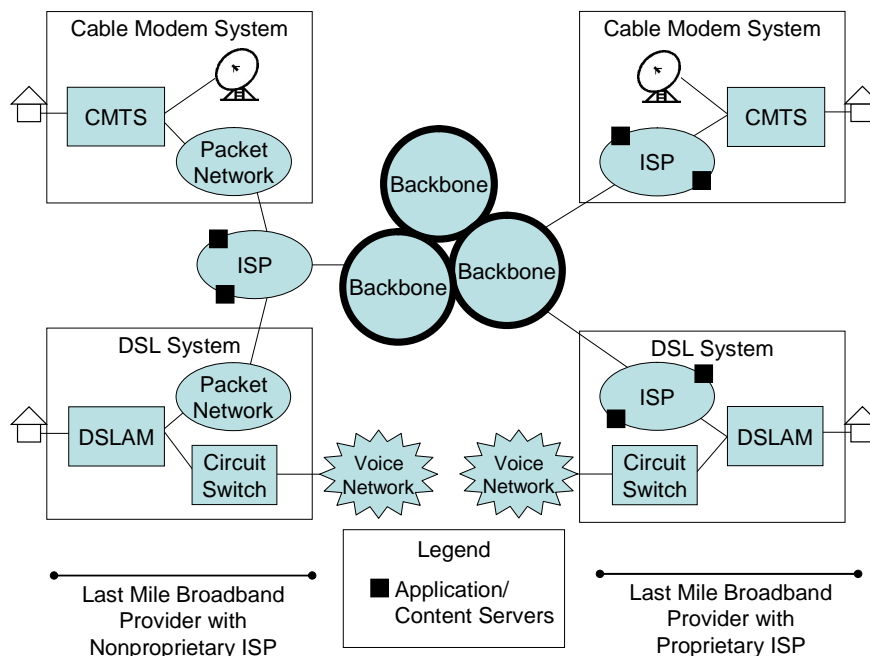 Cable Modem System
CMTS
Packet
Network
Cable Modem System
CMTS
ISP
Backbone
Backbone
Backbone
ISP
DSL System
Packet
Network
DSLAM
Circuit
Switch
Voice
Network
DSL System
ISP
DSLAM
Circuit
Switch
Voice
Network
Legend
Application/
Content Servers
Last Mile Broadband
Provider with
Nonproprietary ISP
Last Mile Broadband
Provider with
Proprietary ISP